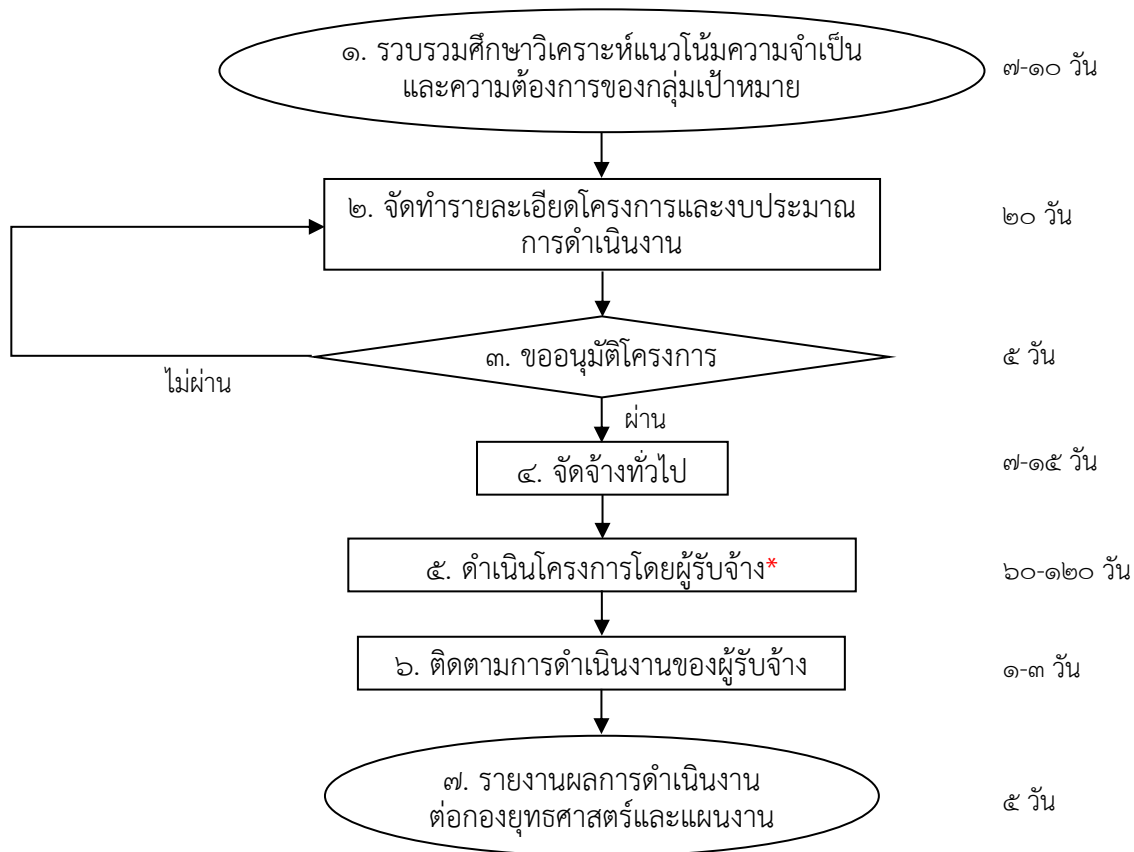 ๑. รวบรวมศึกษาวิเคราะห์แนวโน้มความจำเป็น
และความต้องการของกลุ่มเป้าหมาย
๗-๑๐ วัน
๒. จัดทำรายละเอียดโครงการและงบประมาณ
การดำเนินงาน
๒๐ วัน
๓. ขออนุมัติโครงการ
๕ วัน
ไม่ผ่าน
ผ่าน
๔. จัดจ้างทั่วไป
๗-๑๕ วัน
๕. ดำเนินโครงการโดยผู้รับจ้าง*
๖๐-๑๒๐ วัน
๖. ติดตามการดำเนินงานของผู้รับจ้าง
๑-๓ วัน
๗. รายงานผลการดำเนินงาน
ต่อกองยุทธศาสตร์และแผนงาน
๕ วัน